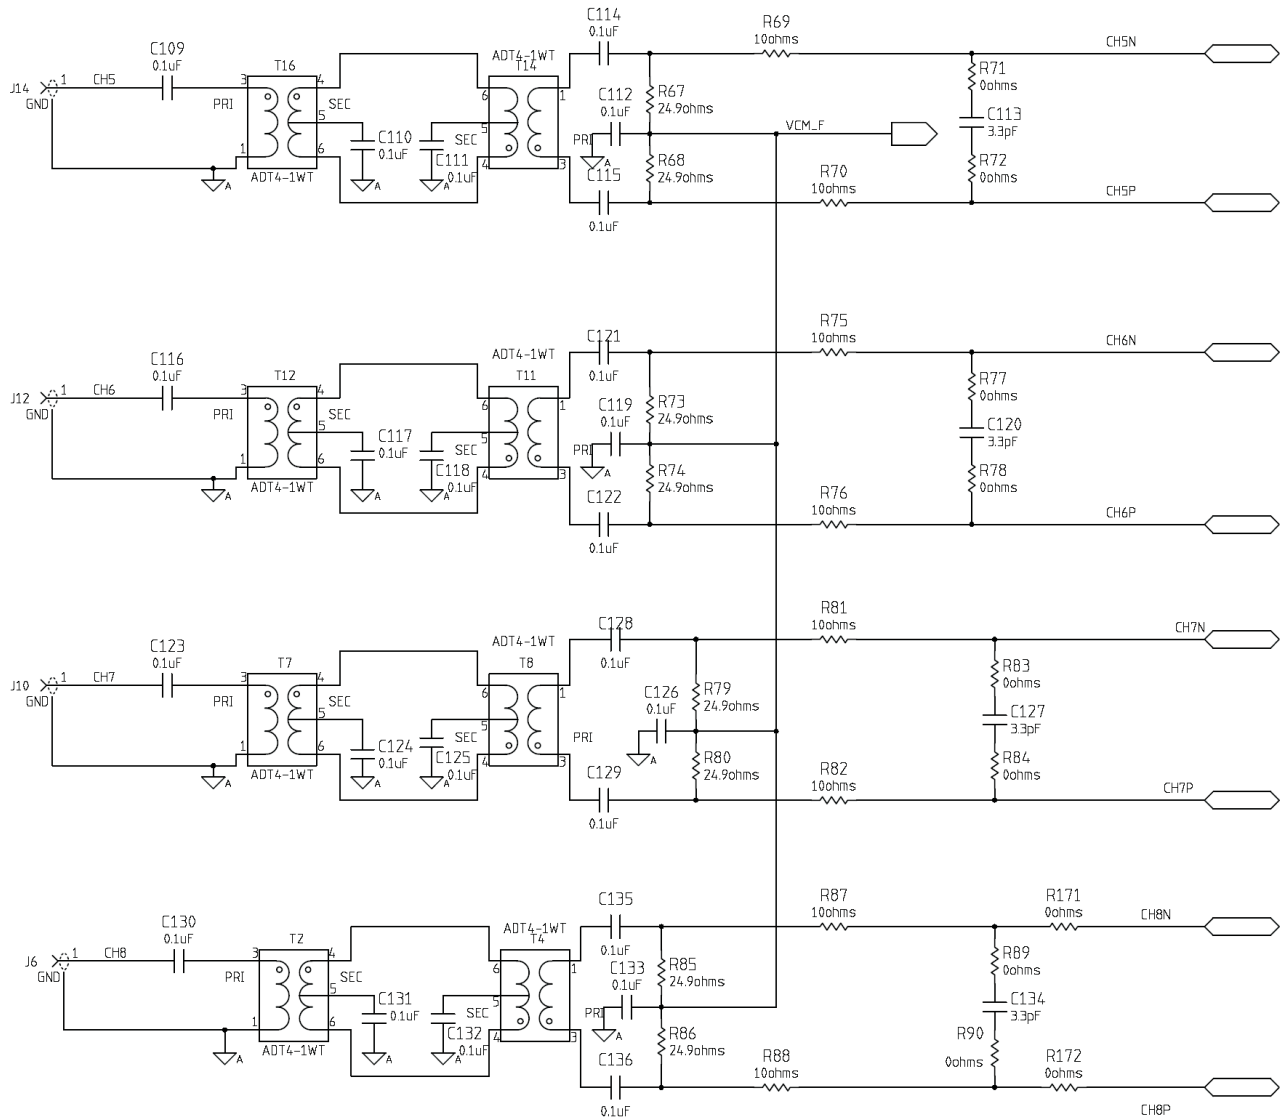 C114
0.1uF
R69
10ohms
CH5N
C109
0.1uF
T16
ADT4-1WT
T14
J14
1
CH5
GND
3
4
PRI
SEC
5
1
6
ADT4-1WT
A
C110
0.1uF
A
C111
0.1uF
A
6
5
SEC
4
1
PRI
3
C112
0.1uF
A
C115
0.1uF
R67
24.9ohms
R68
24.9ohms
VCM_F
R70
10ohms
R71
0ohms
C113
3.3pF
R72
0ohms
CH5P
C121
0.1uF
R75
10ohms
CH6N
C116
0.1uF
T12
ADT4-1WT
T11
J12
1
CH6
GND
3
4
PRI
SEC
5
1
6
ADT4-1WT
A
C117
0.1uF
A
C118
0.1uF
A
6
5
SEC
4
1
PRI
3
C119
0.1uF
A
C122
0.1uF
R73
24.9ohms
R74
24.9ohms
R76
10ohms
R77
0ohms
C120
3.3pF
R78
0ohms
CH6P
C128
0.1uF
R81
10ohms
CH7N
C123
0.1uF
T7
ADT4-1WT
T8
J10
1
CH7
GND
3
4
PRI
SEC
5
1
6
ADT4-1WT
A
C124
0.1uF
A
C125
0.1uF
A
6
5
SEC
4
1
PRI
3
C126
0.1uF
A
C129
0.1uF
R79
24.9ohms
R80
24.9ohms
R82
10ohms
R83
0ohms
C127
3.3pF
R84
0ohms
CH7P
C135
0.1uF
R87
10ohms
R171
0ohms
CH8N
C130
0.1uF
T2
ADT4-1WT
T4
J6
1
CH8
GND
3
4
PRI
SEC
5
1
6
ADT4-1WT
A
C131
0.1uF
A
C132
0.1uF
A
6
5
SEC
4
1
PRI
3
C133
0.1uF
A
C136
0.1uF
R85
24.9ohms
R86
24.9ohms
R88
10ohms
R89
0ohms
C134
3.3pF
R90
0ohms
R172
0ohms
CH8P